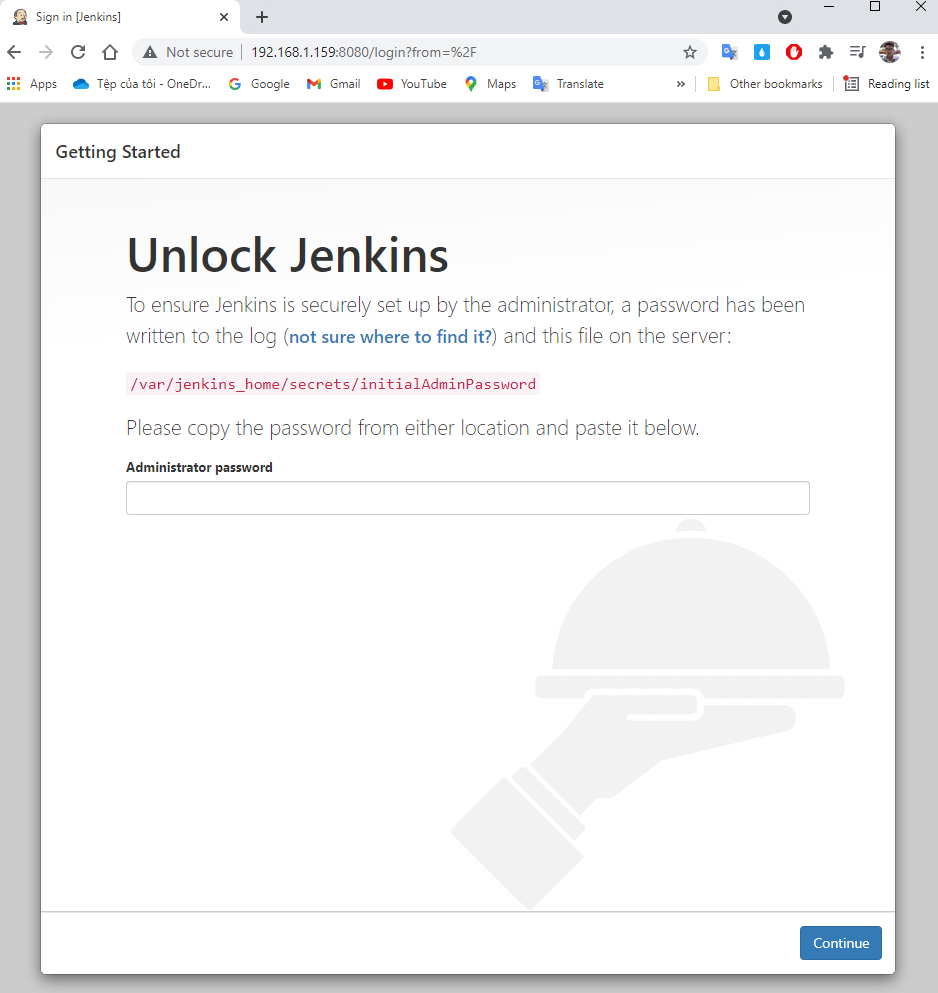 Sign in [Jenkins]
Not secure 192.168.1.159:8080/login?from=%2F
Apps Tệp của tôi - OneDr... Google Gmail YouTube Maps Translate » Other bookmarks Reading list
Getting Started
Unlock Jenkins
To ensure Jenkins is securely set up by the administrator, a password has been
written to the log (not sure where to find it?) and this file on the server:
/var/jenkins_home/secrets/initialAdminPassword
Please copy the password from either location and paste it below.
Administrator password
Continue